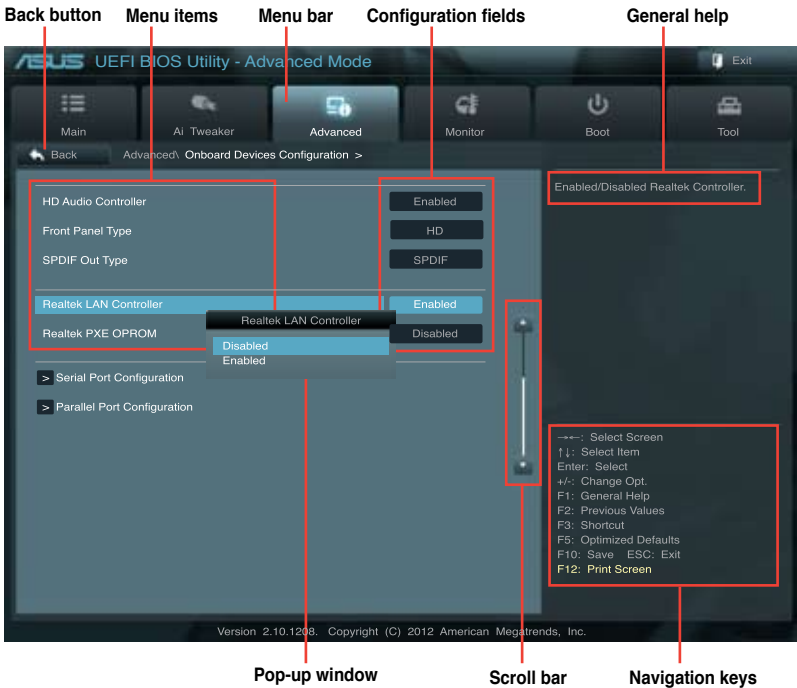 Back button Menu items Menu bar Configuration fields General help
ASUS UEFI BIOS Utility - Advanced Mode Exit
Main Ai Tweaker Advanced Monitor Boot Tool
Back Advanced\ Onboard Devices Configuration >
Enabled/Disabled Realtek Controller.
HD Audio Controller Enabled
Front Panel Type HD
SPDIF Out Type SPDIF
Realtek LAN Controller Enabled
Realtek PXE OPROM Disabled
Realtek LAN Controller
Disabled
Enabled
> Serial Port Configuration
> Parallel Port Configuration
→←: Select Screen
↑↓: Select Item
Enter: Select
+/-: Change Opt.
F1: General Help
F2: Previous Values
F3: Shortcut
F5: Optimized Defaults
F10: Save ESC: Exit
F12: Print Screen
Version 2.10.1208. Copyright (C) 2012 American Megatrends, Inc.
Pop-up window Scroll bar Navigation keys